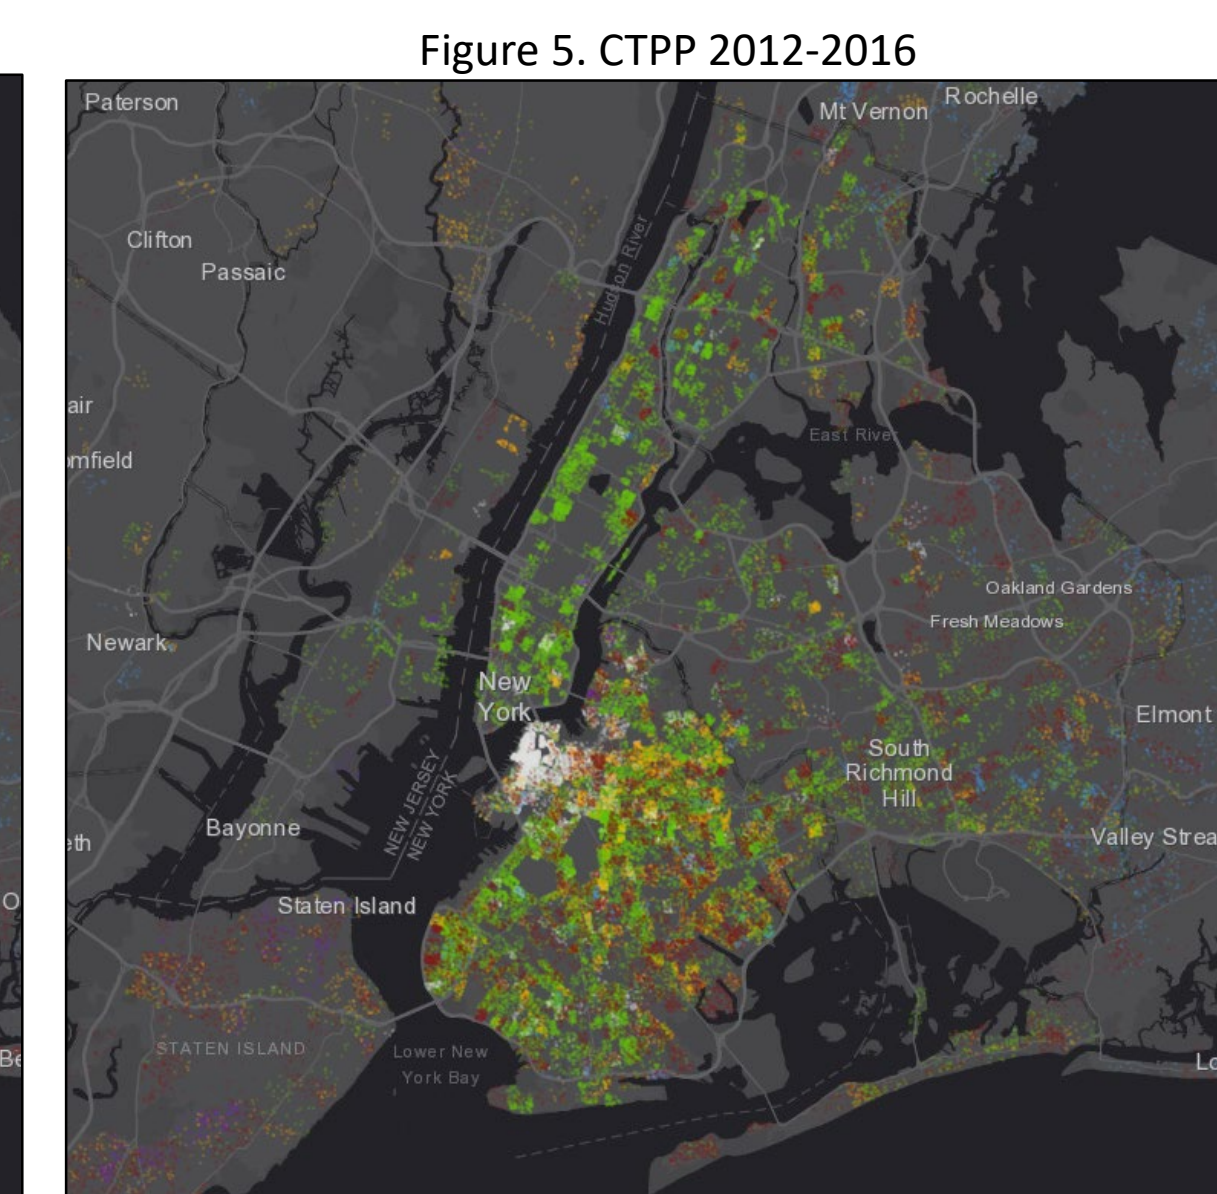 Figure 5. CTPP 2012-2016
Paterson
Mt Vernon
Rochelle
Clifton
Passaic
Hudson River
air
mfield
East River
Oakland Gardens
Fresh Meadows
Newark
New
York
Elmont
South
Richmond
Hill
NEW JERSEY
NEW YORK
Bayonne
eth
Valley Strea
O
Staten Island
STATEN ISLAND
Lower New
York Bay
Be
Lo